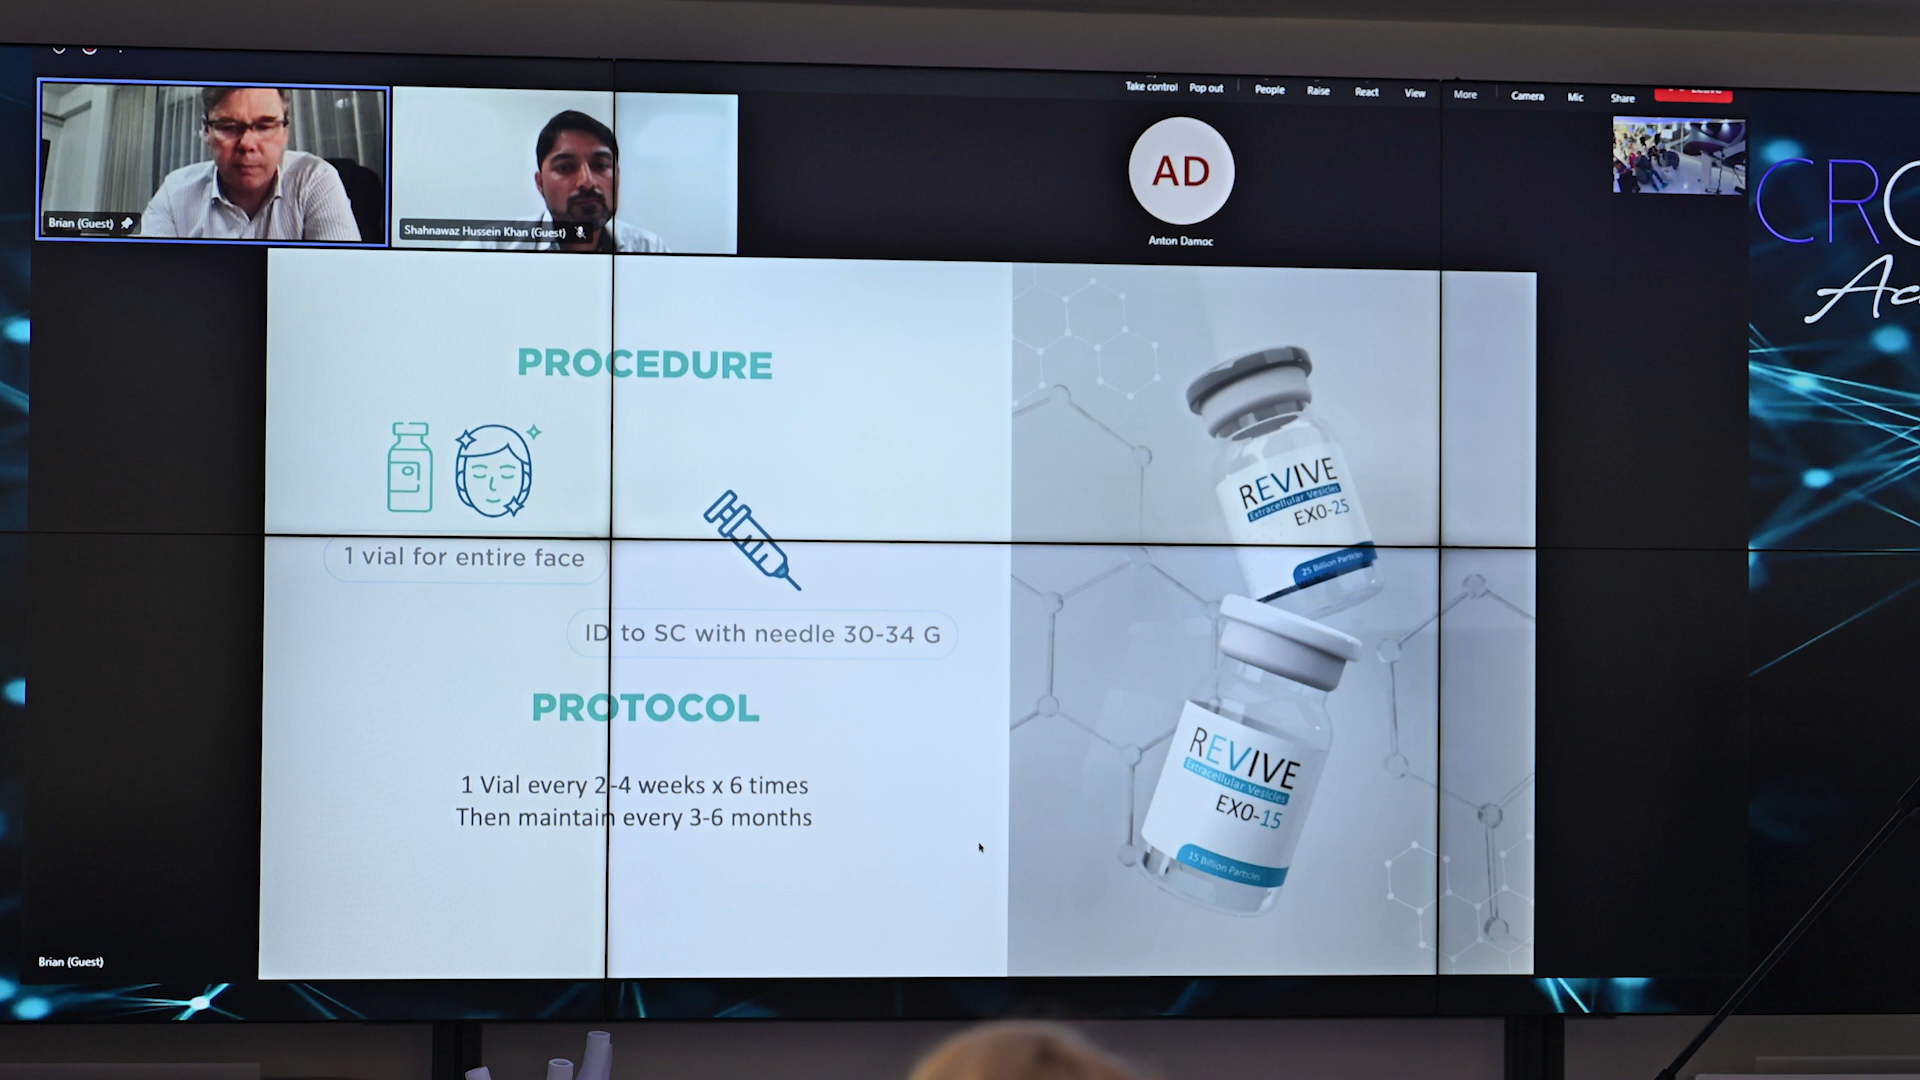 Take control
Pop out
People
Raise
React
View
More
Camera
Mic
Share
Brian (Guest)
Shahnawaz Hussein Khan (Guest)
AD
Anton Damoc
PROCEDURE
1 vial for entire face
ID to SC with needle 30-34 G
PROTOCOL
1 Vial every 2-4 weeks x 6 times
Then maintain every 3-6 months
REVIVE
Extracellular Vesicles
EXO-25
25 Billion Particles
REVIVE
Extracellular Vesicles
EXO-15
15 Billion Particles
Brian (Guest)